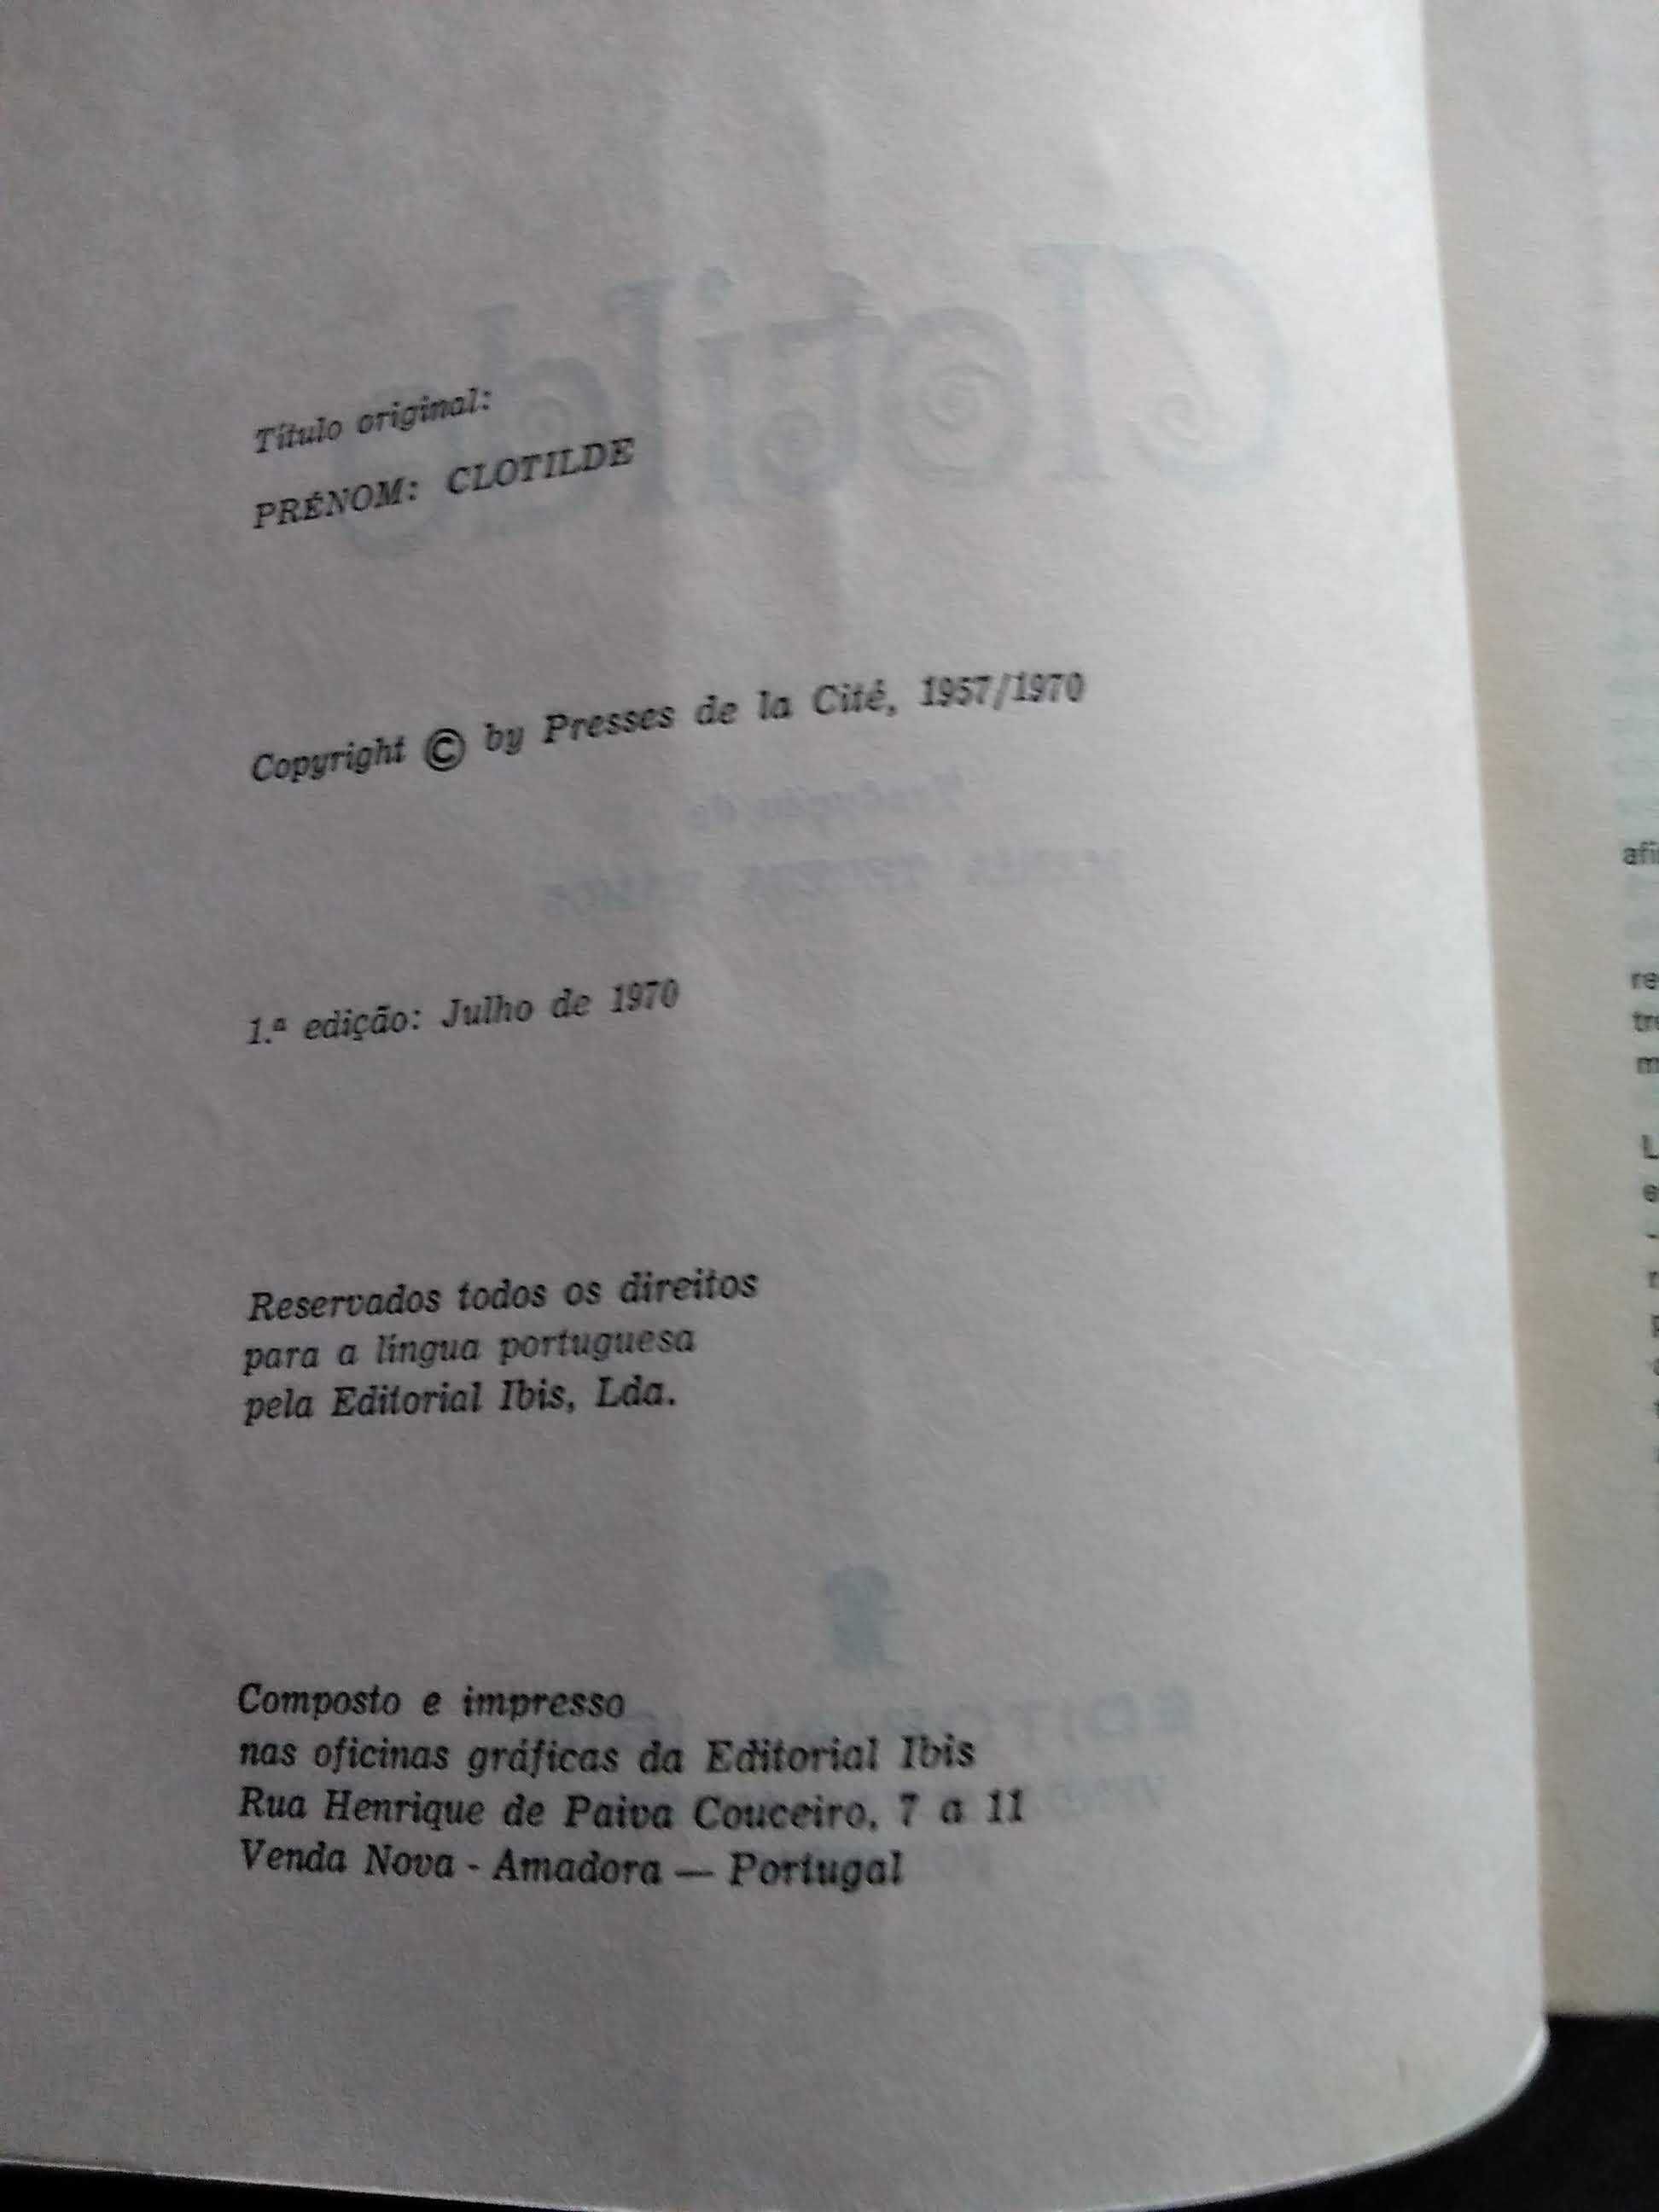 Título original:
PRÉNOM: CLOTILDE
Copyright © by Presses de la Cité, 1957/1970
1.ª edição: Julho de 1970
Reservados todos os direitos
para a língua portuguesa
pela Editorial Ibis, Lda.
Composto e impresso
nas oficinas gráficas da Editorial Ibis
Rua Henrique de Paiva Couceiro, 7 a 11
Venda Nova - Amadora — Portugal